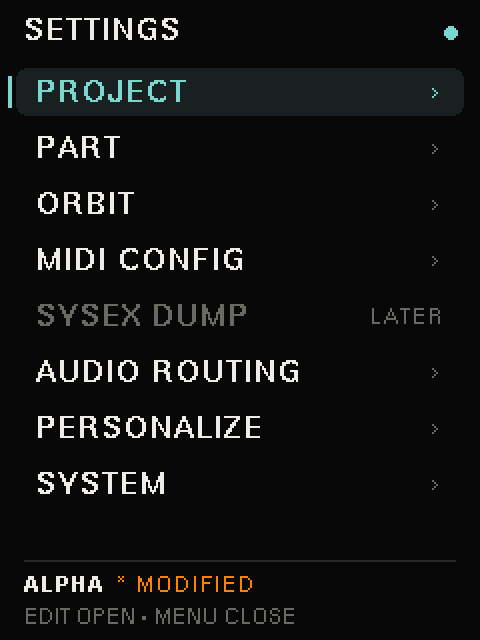 SETTINGS
PROJECT ›
PART ›
ORBIT ›
MIDI CONFIG ›
SYSEX DUMP LATER
AUDIO ROUTING ›
PERSONALIZE ›
SYSTEM ›
ALPHA * MODIFIED
EDIT OPEN · MENU CLOSE